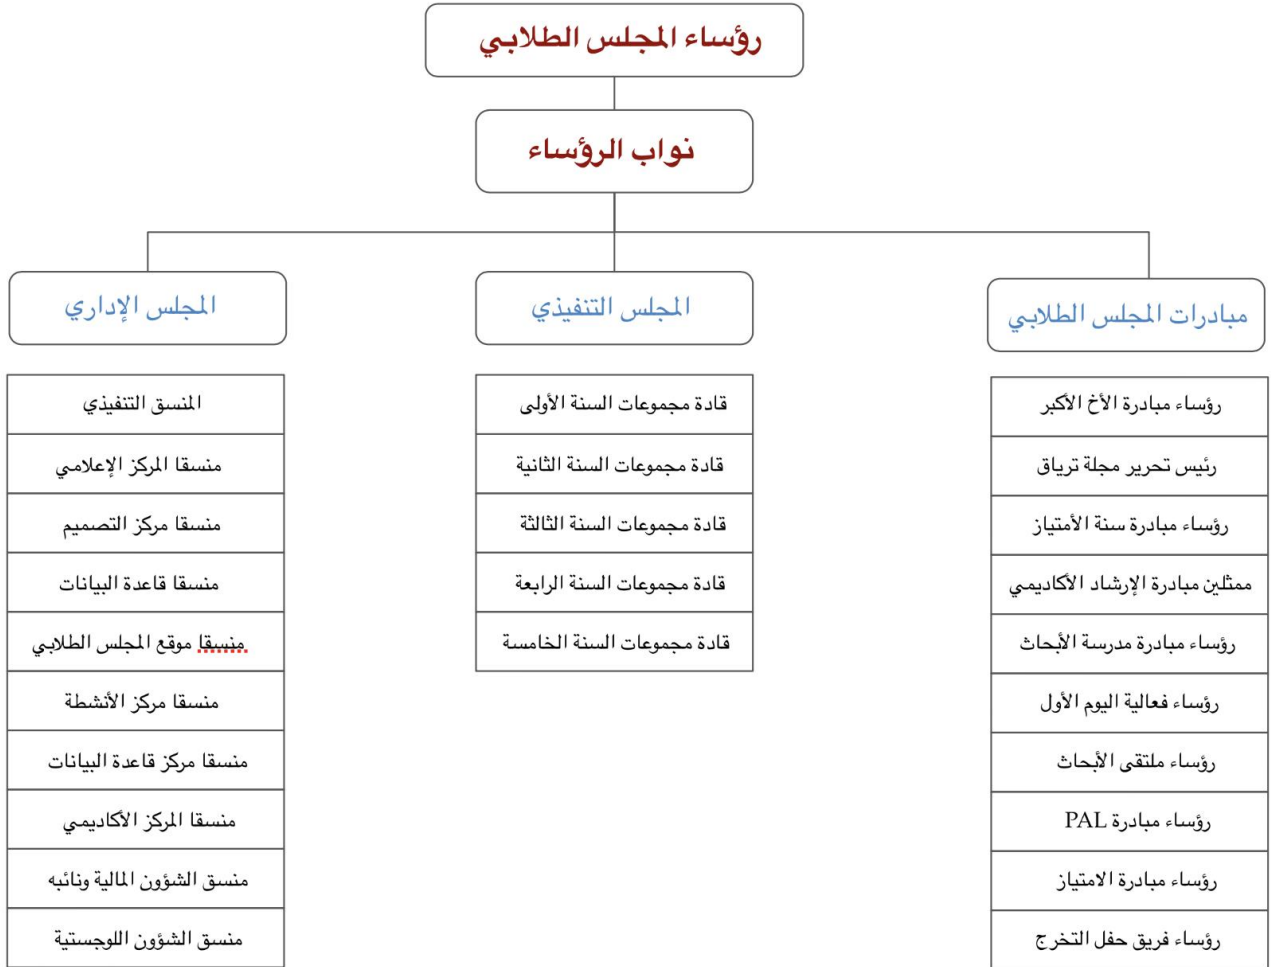 رؤساء المجلس الطلابي
نواب الرؤساء
مبادرات المجلس الطلابي
رؤساء مبادرة الأخ الأكبر
رئيس تحرير مجلة ترياق
رؤساء مبادرة سنة الأمتياز
ممثلين مبادرة الإرشاد الأكاديمي
رؤساء مبادرة مدرسة الأبحاث
رؤساء فعالية اليوم الأول
رؤساء ملتقى الأبحاث
رؤساء مبادرة PAL
رؤساء مبادرة الامتياز
رؤساء فريق حفل التخرج
المجلس التنفيذي
قادة مجموعات السنة الأولى
قادة مجموعات السنة الثانية
قادة مجموعات السنة الثالثة
قادة مجموعات السنة الرابعة
قادة مجموعات السنة الخامسة
المجلس الإداري
المنسق التنفيذي
منسقا المركز الإعلامي
منسقا مركز التصميم
منسقا قاعدة البيانات
منسقا موقع المجلس الطلابي
منسقا مركز الأنشطة
منسقا مركز قاعدة البيانات
منسقا المركز الأكاديمي
منسق الشؤون المالية ونائبه
منسق الشؤون اللوجستية